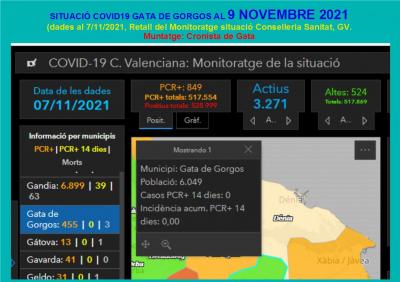 SITUACIÓ COVID19 GATA DE GORGOS AL 9 NOVEMBRE 2021
(dades al 7/11/2021, Retall del Monitoratge situació Conselleria Sanitat, GV.
Muntatge: Cronista de Gata
COVID-19 C. Valenciana: Monitoratge de la situació
Data de les dades
07/11/2021
PCR+: 849
PCR+ totals: 517.554
Positius totals: 528.999
Posit.
Gràf.
Actius
3.271
A..
Altes: 524
Totals: 517.869
A..
Informació per municipis
PCR+ | PCR+ 14 dies |
Morts
Gandia: 6.899 | 39 |
63
Gata de
Gorgos: 455 | 0 | 3
Gátova: 13 | 0 | 1
Gavarda: 41 | 0 | 0
Geldo: 31 | 0 | 1
Mostrando 1
Municipi: Gata de Gorgos
Població: 6.049
Casos PCR+ 14 dies: 0
Incidència acum. PCR+ 14
dies: 0,00
Dénia
Dénia
Xàbia / Jávea